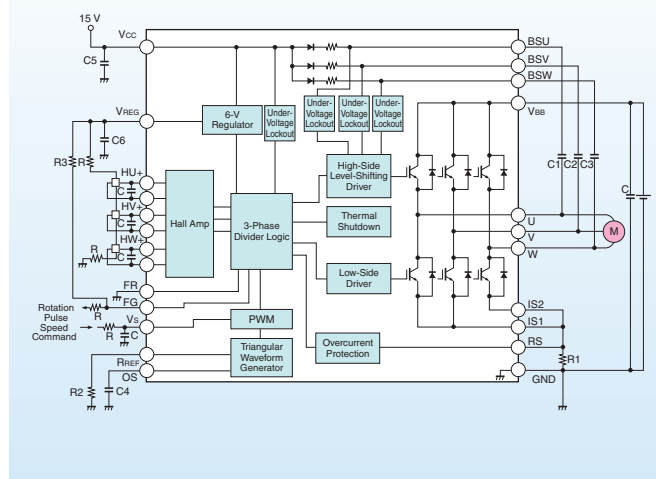 15 V
VCC
C5
BSU
BSV
BSW
VREG
C6
R3
R
6-V
Regulator
Under-
Voltage
Lockout
Under-
Voltage
Lockout
Under-
Voltage
Lockout
Under-
Voltage
Lockout
VBB
C1
C2
C3
C
HU+
C
HV+
C
HW+
C
R
Hall Amp
3-Phase
Divider Logic
High-Side
Level-Shifting
Driver
Thermal
Shutdown
Low-Side
Driver
U
V
W
M
FR
FG
R
Rotation
Pulse
Speed
Command
VS
R
C
PWM
Triangular
Waveform
Generator
Overcurrent
Protection
IS2
IS1
RS
R1
GND
RREF
OS
R2
C4